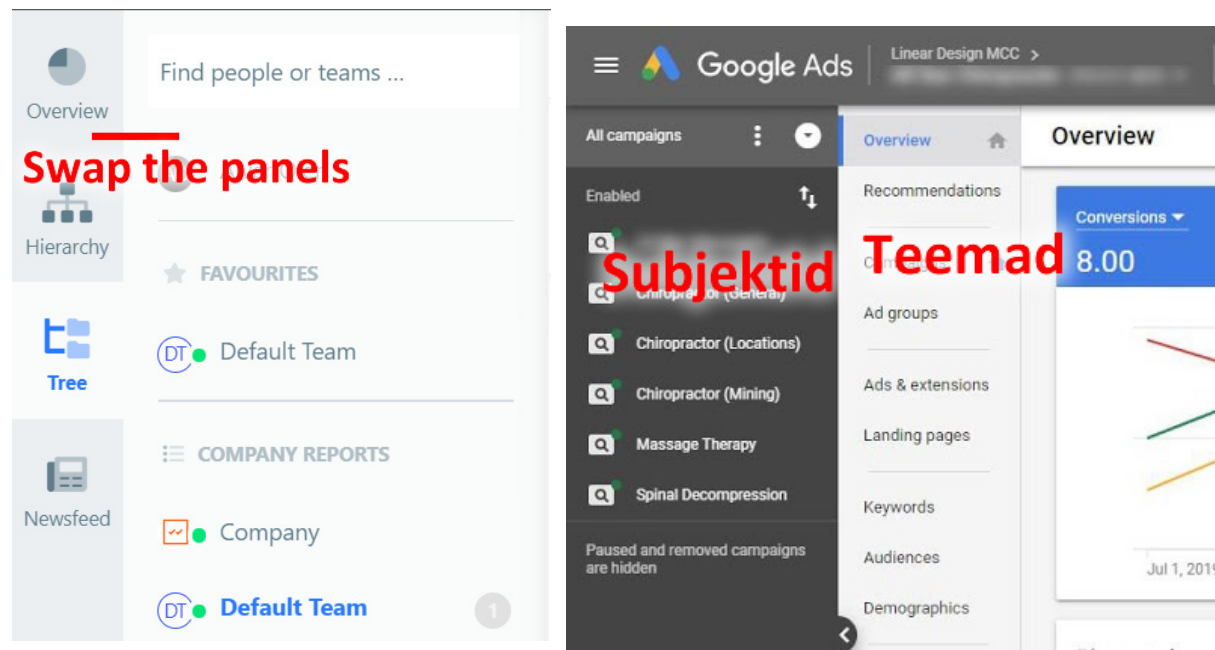 Overview
Find people or teams ...
Swap the panels
Hierarchy
FAVOURITES
Default Team
Tree
COMPANY REPORTS
Newsfeed
Company
Default Team
1
Google Ads
Linear Design MCC >
All campaigns
Enabled
Subjektid
Chiropractor (General)
Chiropractor (Locations)
Chiropractor (Mining)
Massage Therapy
Spinal Decompression
Paused and removed campaigns
are hidden
Overview
Recommendations
Teemad
Campaigns
Ad groups
Ads & extensions
Landing pages
Keywords
Audiences
Demographics
Overview
Conversions
8.00
Jul 1, 2019